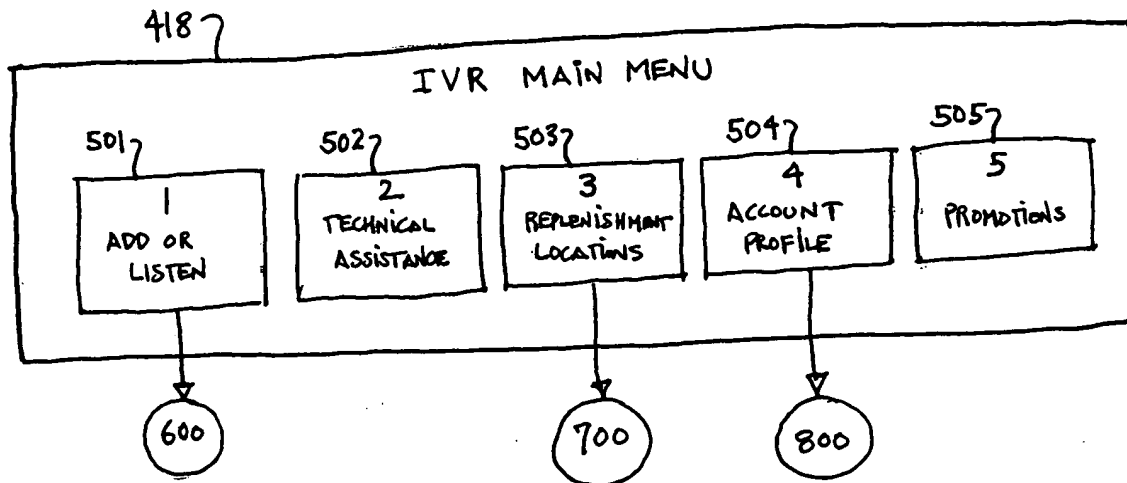 418
IVR MAIN MENU
501
502
503
504
505
1
ADD OR
LISTEN
2
TECHNICAL
ASSISTANCE
3
REPLENISHMENT
LOCATIONS
4
ACCOUNT
PROFILE
5
PROMOTIONS
600
700
800